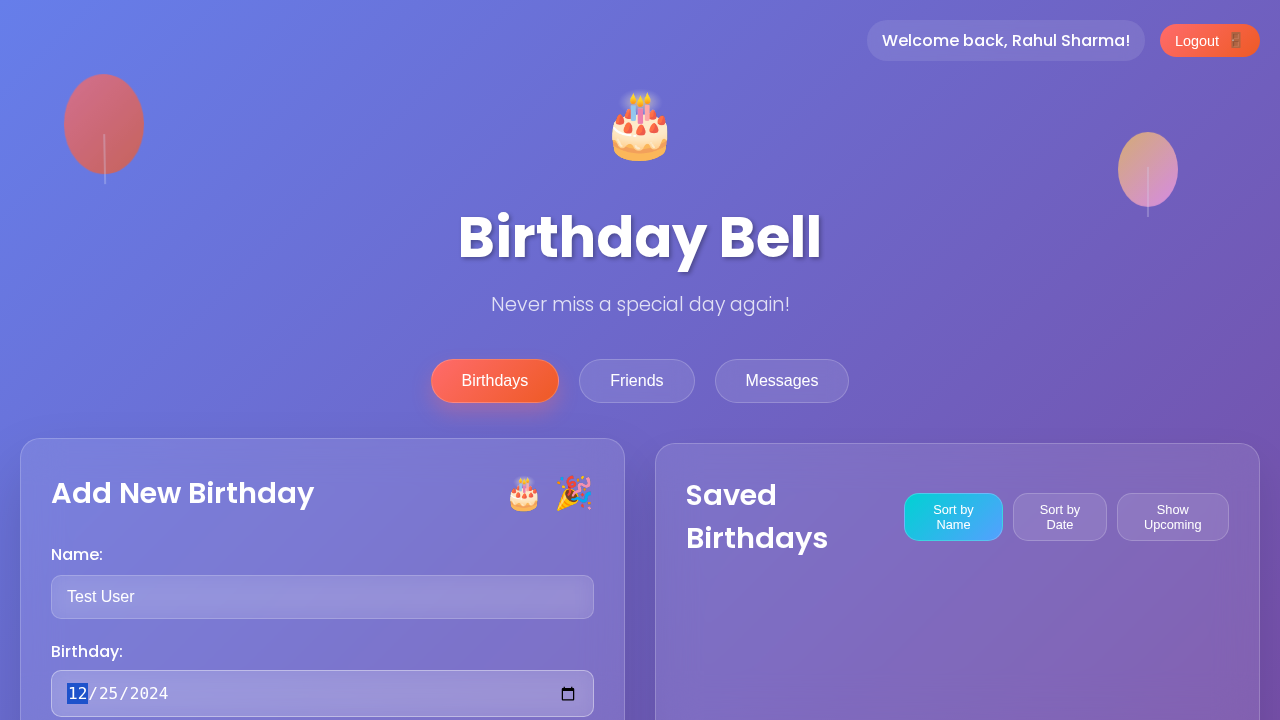 Welcome back, Rahul Sharma!
Logout
Birthday Bell
Never miss a special day again!
Birthdays
Friends
Messages
Add New Birthday
Name:
Test User
Birthday:
12/25/2024
Saved
Birthdays
Sort by
Name
Sort by
Date
Show
Upcoming